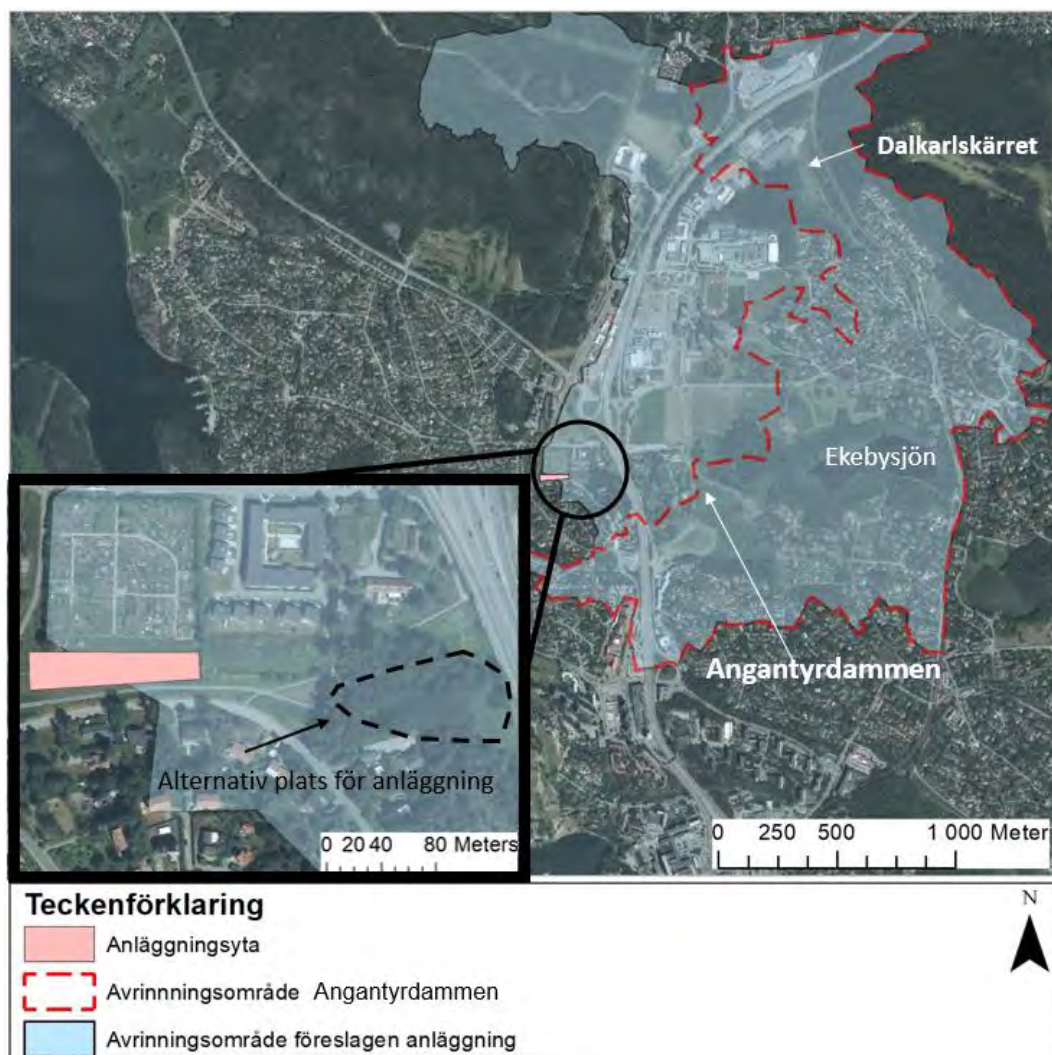 Dalkarlskärret
Ekebysjön
Angantyrdammen
Alternativ plats för anläggning
0 20 40 80 Meters
0 250 500 1 000 Meter
Teckenförklaring
N
Anläggningsyta
Avrinnningsområde Angantyrdammen
Avrinningsområde föreslagen anläggning